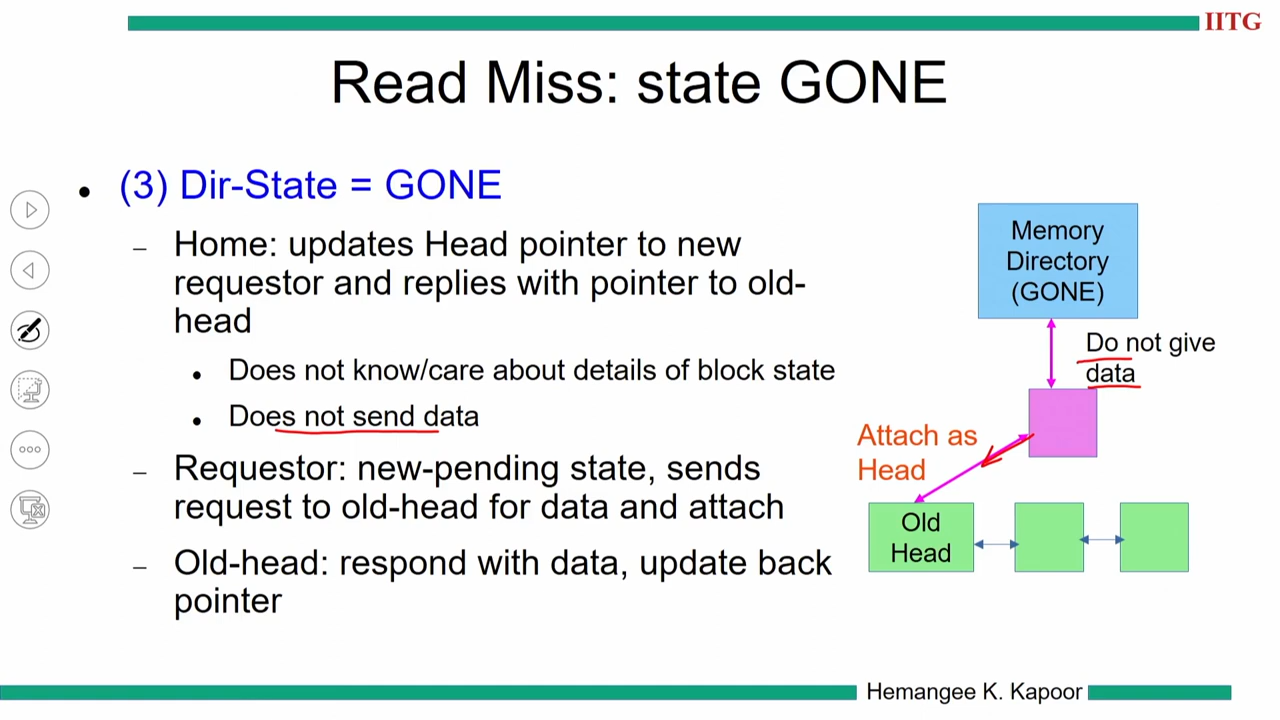 IITG
Read Miss: state GONE
• (3) Dir-State = GONE
– Home: updates Head pointer to new
requestor and replies with pointer to old-
head
• Does not know/care about details of block state
• Does not send data
– Requestor: new-pending state, sends
request to old-head for data and attach
– Old-head: respond with data, update back
pointer
Memory
Directory
(GONE)
Do not give
data
Attach as
Head
Old
Head
Hemangee K. Kapoor